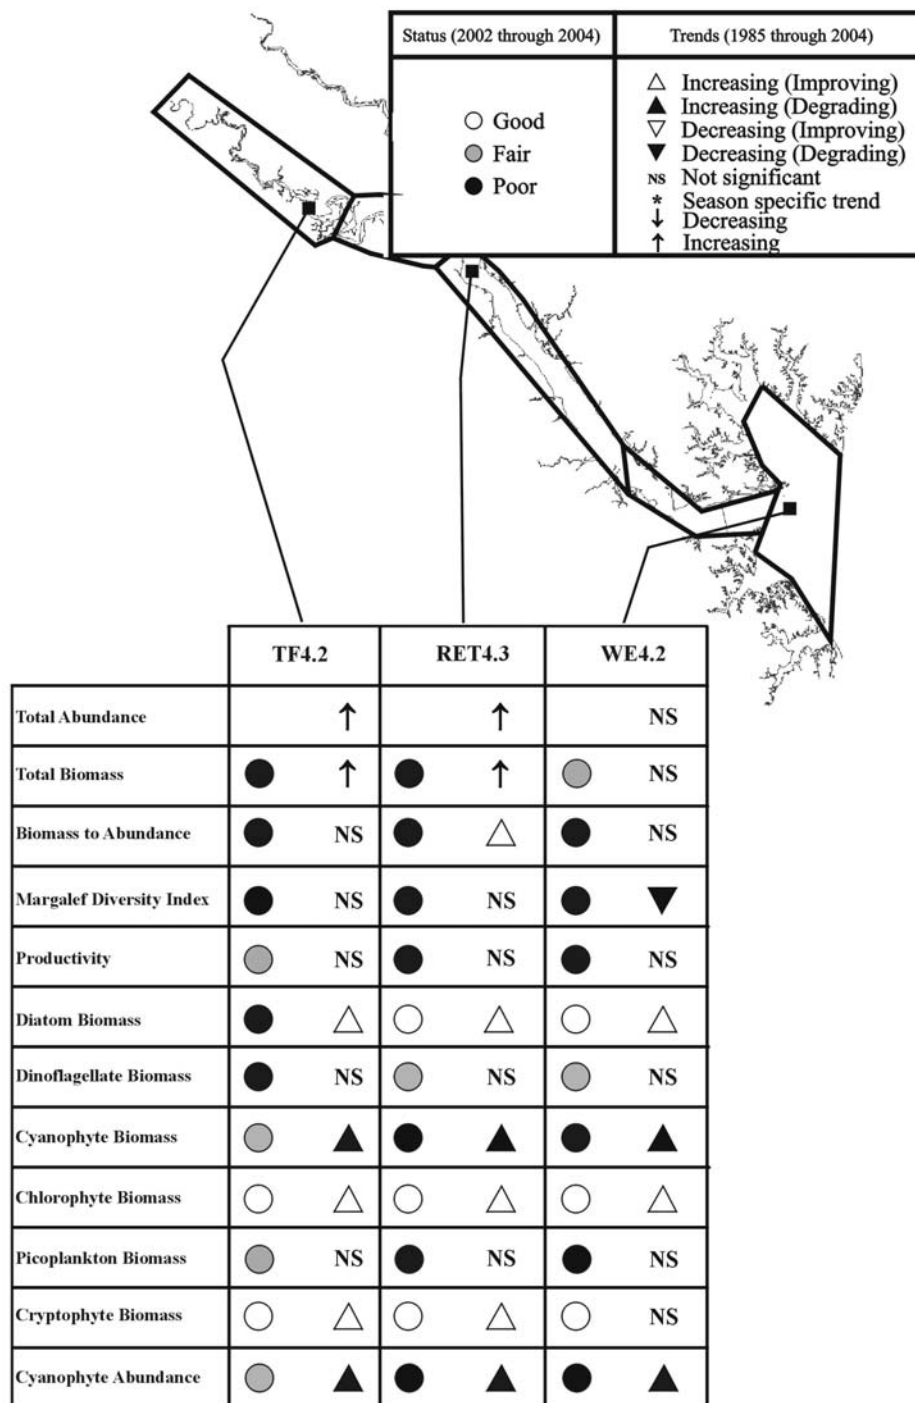 Status (2002 through 2004) Trends (1985 through 2004)
Good
Fair
Poor
Increasing (Improving)
Increasing (Degrading)
Decreasing (Improving)
Decreasing (Degrading)
NS Not significant
* Season specific trend
↓ Decreasing
↑ Increasing
TF4.2 RET4.3 WE4.2
Total Abundance ↑ ↑ NS
Total Biomass ↑ ↑ NS
Biomass to Abundance NS NS
Margalef Diversity Index NS NS
Productivity NS NS NS
Diatom Biomass
Dinoflagellate Biomass NS NS NS
Cyanophyte Biomass
Chlorophyte Biomass
Picoplankton Biomass NS NS NS
Cryptophyte Biomass NS
Cyanophyte Abundance